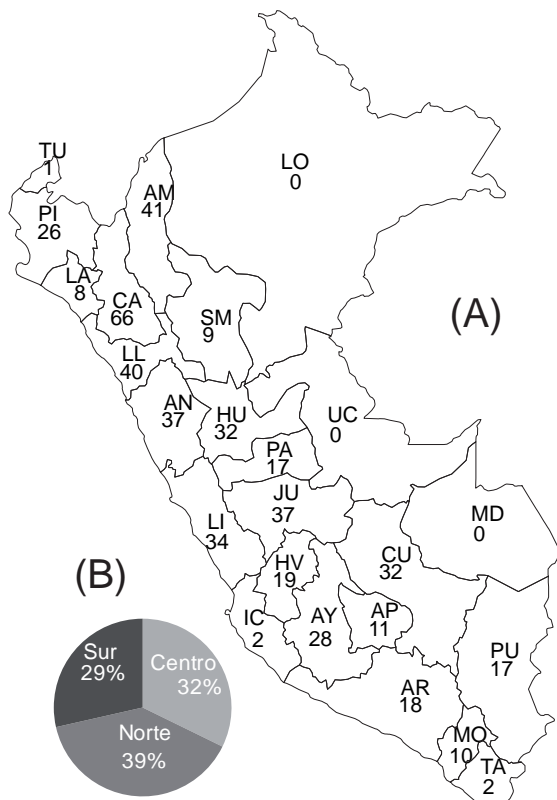 TU
1
LO
0
AM
41
PI
26
LA
8
CA
66
SM
9
(A)
LL
40
AN
37
HU
32
UC
0
PA
17
JU
37
LI
34
MD
0
CU
32
HV
19
(B)
IC
2
AY
28
AP
11
PU
17
AR
18
MO
10
TA
2
Sur
29%
Centro
32%
Norte
39%